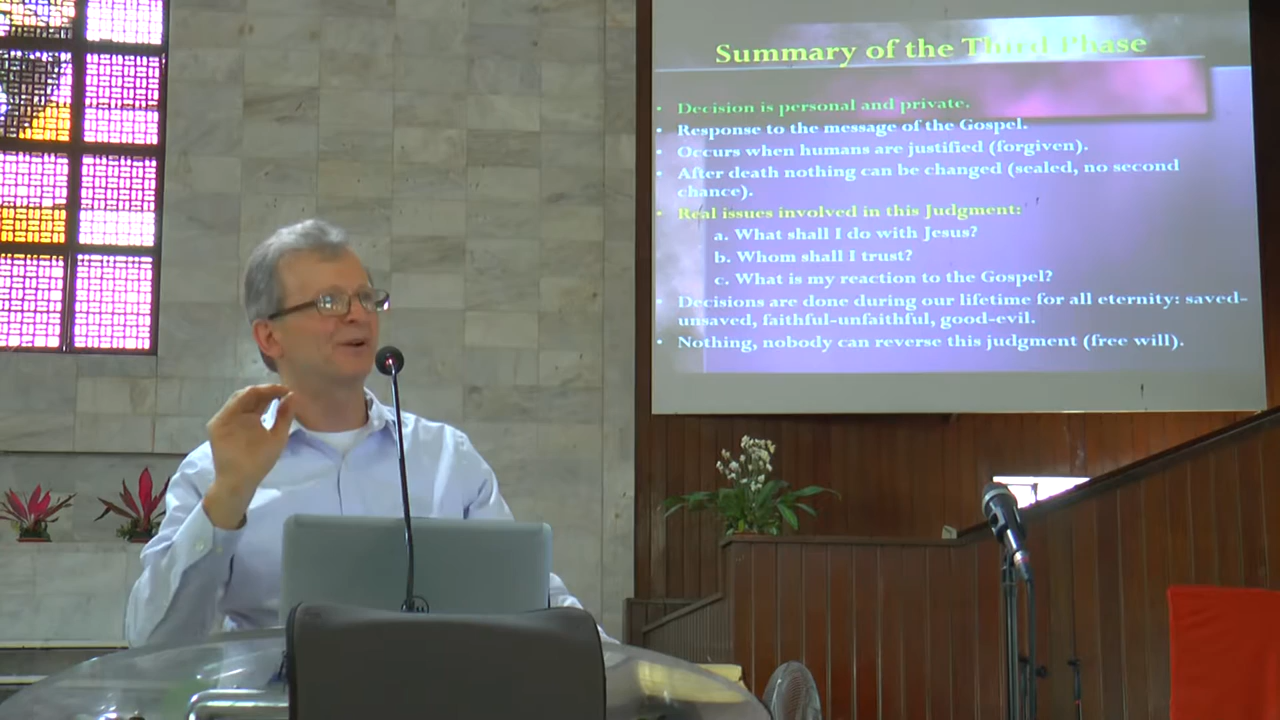 Summary of the Third Phase
• Decision is personal and private.
• Response to the message of the Gospel.
• Occurs when humans are justified (forgiven).
• After death nothing can be changed (sealed, no second
chance).
• Real issues involved in this Judgment:
a. What shall I do with Jesus?
b. Whom shall I trust?
c. What is my reaction to the Gospel?
• Decisions are done during our lifetime for all eternity: saved-
unsaved, faithful-unfaithful, good-evil.
• Nothing, nobody can reverse this judgment (free will).